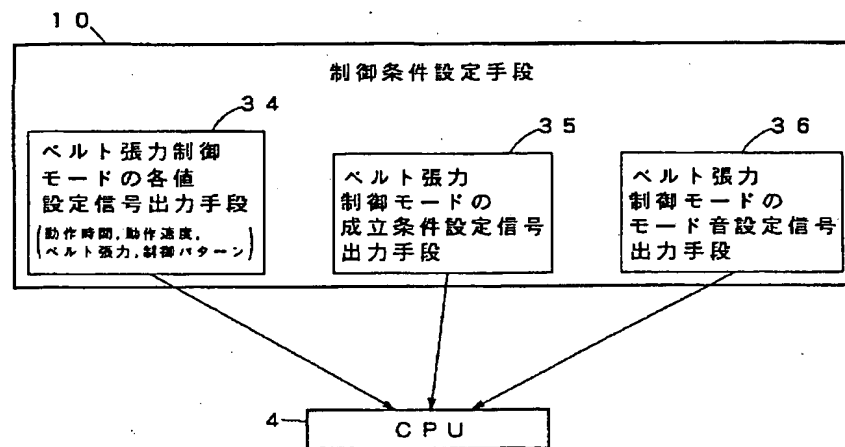 10
制御条件設定手段
34
ベルト張力制御
モードの各値
設定信号出力手段
(動作時間,動作速度,
ベルト張力,制御パターン)
35
ベルト張力
制御モードの
成立条件設定信号
出力手段
36
ベルト張力
制御モードの
モード音設定信号
出力手段
4
CPU